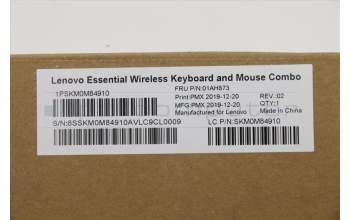 Lenovo Essential Wireless Keyboard and Mouse Combo
1PSKM0M84910
FRU P/N:01AH873
Print:PMX 2019-12-20 REV.:02
MFG:PMX 2019-12-20 QTY:1
Manufactured for Lenovo Made in China
S/N:8SSKM0M84910AVLC9CL0009 LC P/N:SKM0M84910